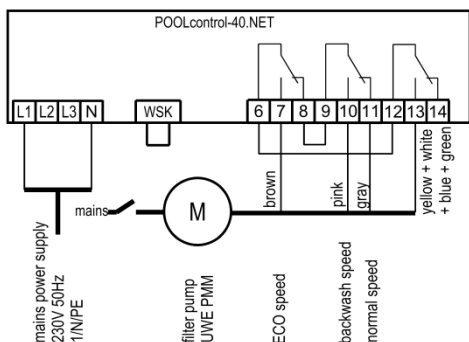 POOLcontrol-40.NET
L1 L2 L3 N WSK 6 7 8 9 10 11 12 13 14
brown
pink
gray
yellow + white
+ blue + green
mains
M
mains power supply
230V 50Hz
1/N/PE
filter pump
UWE PMM
ECO speed
backwash speed
normal speed